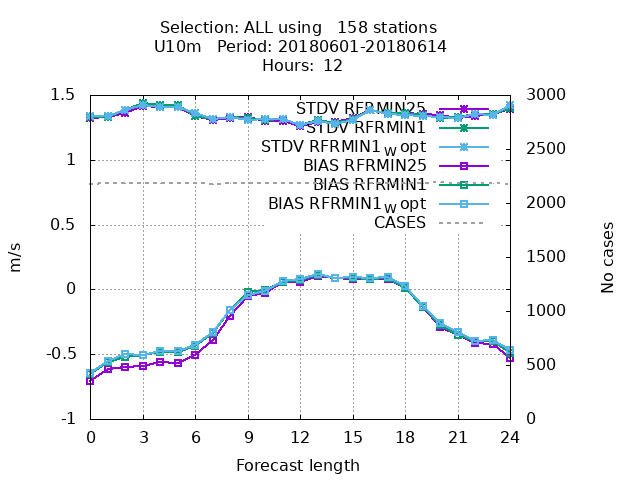 Selection: ALL using   158 stations
U10m   Period: 20180601-20180614
Hours: 12
STDV RFRMIN25
STDV RFRMIN1
STDV RFRMIN1w opt
BIAS RFRMIN25
BIAS RFRMIN1
BIAS RFRMIN1w opt
CASES
1.5
1
0.5
0
-0.5
-1
m/s
3000
2500
2000
1500
1000
500
0
No cases
0 3 6 9 12 15 18 21 24
Forecast length